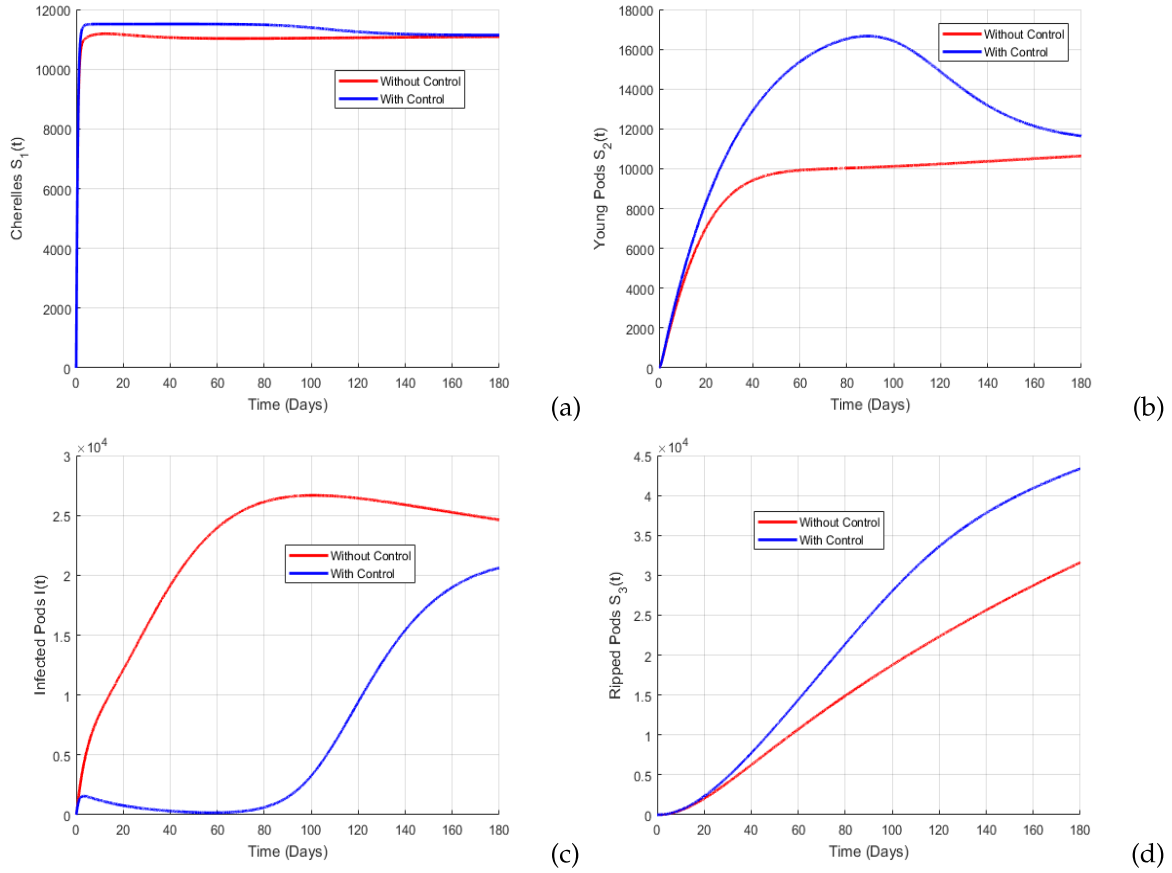 12000
10000
8000
6000
4000
2000
0
Cherelles S1(t)
Without Control
With Control
0 20 40 60 80 100 120 140 160 180
Time (Days)
(a)
18000
16000
14000
12000
10000
8000
6000
4000
2000
0
Young Pods S2(t)
Without Control
With Control
0 20 40 60 80 100 120 140 160 180
Time (Days)
(b)
×10^4
3
2.5
2
1.5
1
0.5
0
Infected Pods I(t)
Without Control
With Control
0 20 40 60 80 100 120 140 160 180
Time (Days)
(c)
×10^4
4.5
4
3.5
3
2.5
2
1.5
1
0.5
0
Ripped Pods S3(t)
Without Control
With Control
0 20 40 60 80 100 120 140 160 180
Time (Days)
(d)